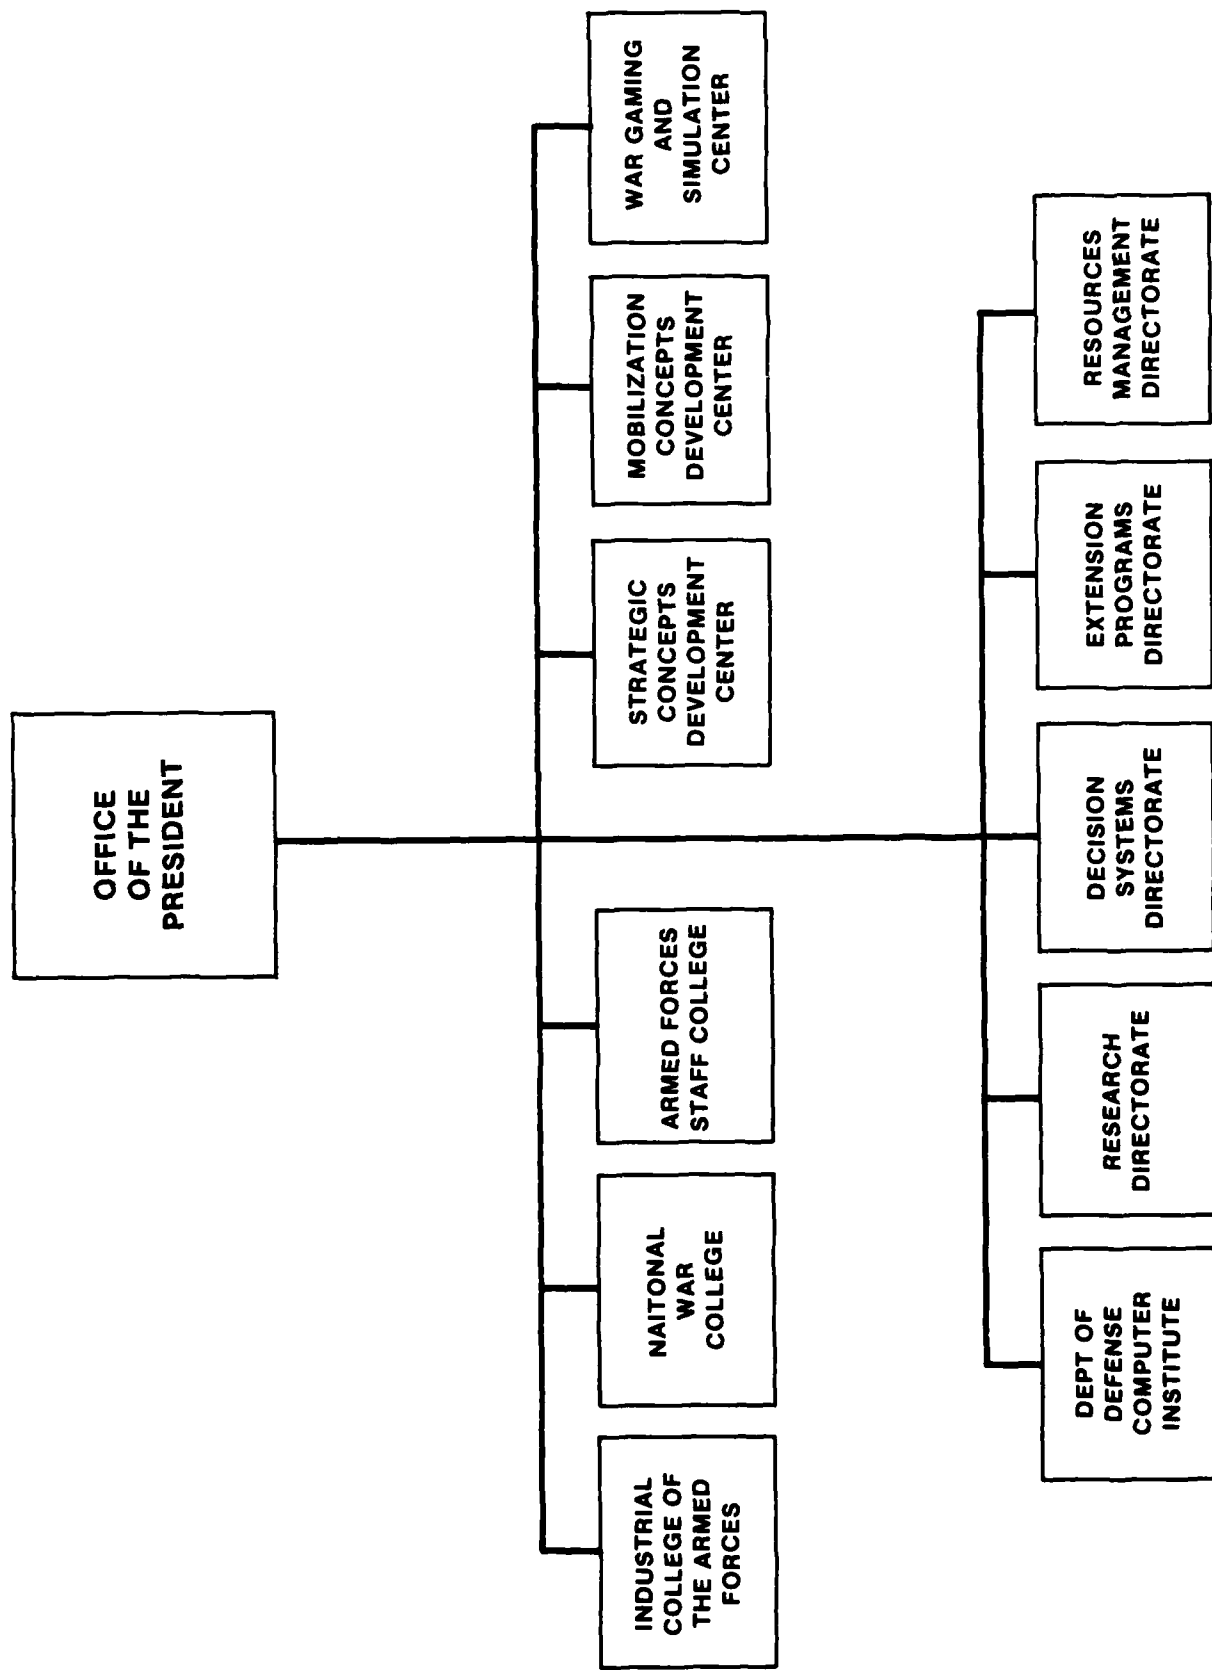 OFFICE
OF THE
PRESIDENT
INDUSTRIAL
COLLEGE OF
THE ARMED
FORCES
NAITONAL
WAR
COLLEGE
ARMED FORCES
STAFF COLLEGE
STRATEGIC
CONCEPTS
DEVELOPMENT
CENTER
MOBILIZATION
CONCEPTS
DEVELOPMENT
CENTER
WAR GAMING
AND
SIMULATION
CENTER
DEPT OF
DEFENSE
COMPUTER
INSTITUTE
RESEARCH
DIRECTORATE
DECISION
SYSTEMS
DIRECTORATE
EXTENSION
PROGRAMS
DIRECTORATE
RESOURCES
MANAGEMENT
DIRECTORATE